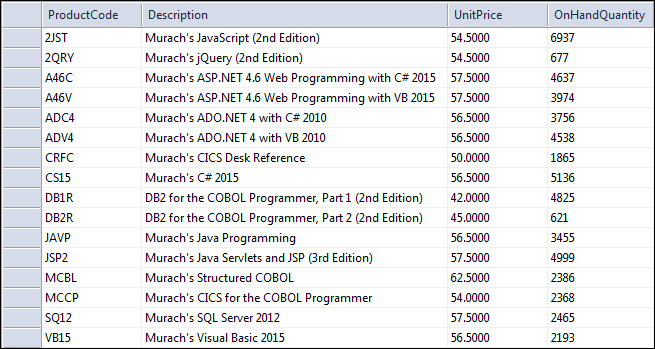 ProductCode Description UnitPrice OnHandQuantity
2JST Murach's JavaScript (2nd Edition) 54.5000 6937
2QRY Murach's jQuery (2nd Edition) 54.5000 677
A46C Murach's ASP.NET 4.6 Web Programming with C# 2015 57.5000 4637
A46V Murach's ASP.NET 4.6 Web Programming with VB 2015 57.5000 3974
ADC4 Murach's ADO.NET 4 with C# 2010 56.5000 3756
ADV4 Murach's ADO.NET 4 with VB 2010 56.5000 4538
CRFC Murach's CICS Desk Reference 50.0000 1865
CS15 Murach's C# 2015 56.5000 5136
DB1R DB2 for the COBOL Programmer, Part 1 (2nd Edition) 42.0000 4825
DB2R DB2 for the COBOL Programmer, Part 2 (2nd Edition) 45.0000 621
JAVP Murach's Java Programming 56.5000 3455
JSP2 Murach's Java Servlets and JSP (3rd Edition) 57.5000 4999
MCBL Murach's Structured COBOL 62.5000 2386
MCCP Murach's CICS for the COBOL Programmer 54.0000 2368
SQ12 Murach's SQL Server 2012 57.5000 2465
VB15 Murach's Visual Basic 2015 56.5000 2193